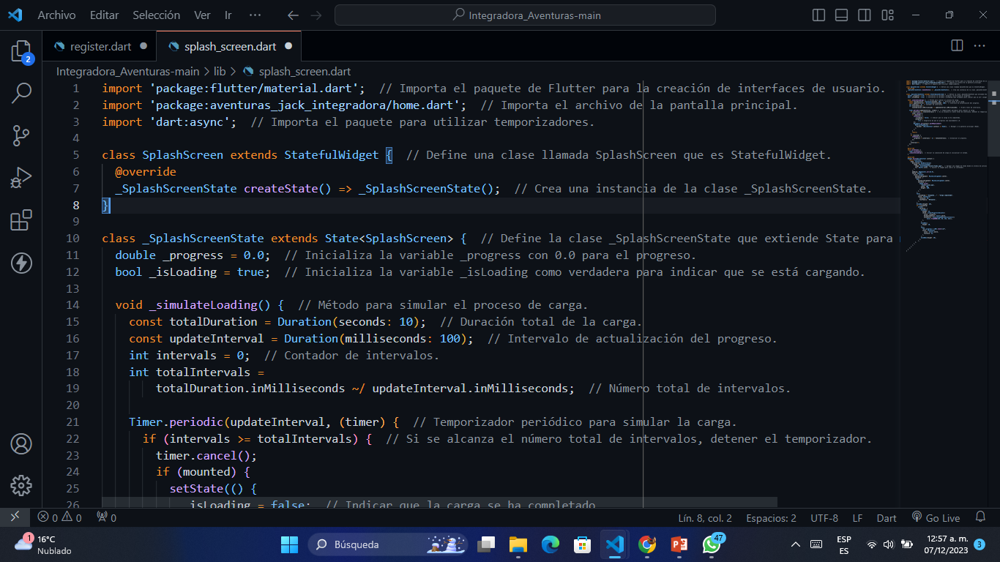 Archivo Editar Selección Ver Ir ··· Integradora_Aventuras-main
register.dart splash_screen.dart
2
Integradora_Aventuras-main > lib > splash_screen.dart
1 import 'package:flutter/material.dart';  // Importa el paquete de Flutter para la creación de interfaces de usuario.
2 import 'package:aventuras_jack_integradora/home.dart';  // Importa el archivo de la pantalla principal.
3 import 'dart:async';  // Importa el paquete para utilizar temporizadores.
4
5 class SplashScreen extends StatefulWidget {  // Define una clase llamada SplashScreen que es StatefulWidget.
6   @override
7   _SplashScreenState createState() => _SplashScreenState();  // Crea una instancia de la clase _SplashScreenState.
8 }
9
10 class _SplashScreenState extends State<SplashScreen> {  // Define la clase _SplashScreenState que extiende State para
11   double _progress = 0.0;  // Inicializa la variable _progress con 0.0 para el progreso.
12   bool _isLoading = true;  // Inicializa la variable _isLoading como verdadera para indicar que se está cargando.
13
14   void _simulateLoading() {  // Método para simular el proceso de carga.
15     const totalDuration = Duration(seconds: 10);  // Duración total de la carga.
16     const updateInterval = Duration(milliseconds: 100);  // Intervalo de actualización del progreso.
17     int intervals = 0;  // Contador de intervalos.
18     int totalIntervals =
19         totalDuration.inMilliseconds ~/ updateInterval.inMilliseconds;  // Número total de intervalos.
20
21     Timer.periodic(updateInterval, (timer) {  // Temporizador periódico para simular la carga.
22       if (intervals >= totalIntervals) {  // Si se alcanza el número total de intervalos, detener el temporizador.
23         timer.cancel();
24         if (mounted) {
25           setState(() {
26             isLoading = false;  // Indicar que la carga se ha completado
0 0 0 Lín. 8, col. 2 Espacios: 2 UTF-8 LF Dart Go Live
1 16°C
Nublado
Búsqueda
47
ESP
ES
12:57 a. m.
07/12/2023
3